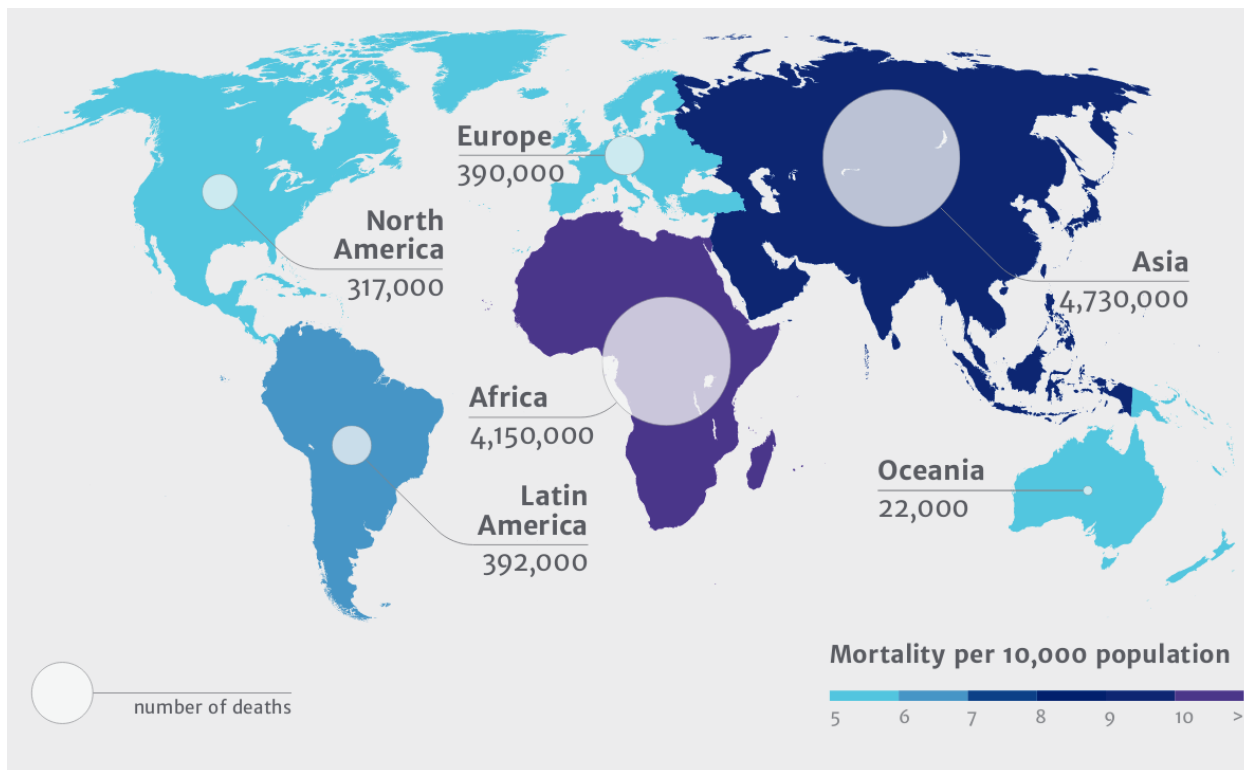 Europe
390,000
North
America
317,000
Asia
4,730,000
Africa
4,150,000
Oceania
22,000
Latin
America
392,000
Mortality per 10,000 population
number of deaths
5 6 7 8 9 10 >